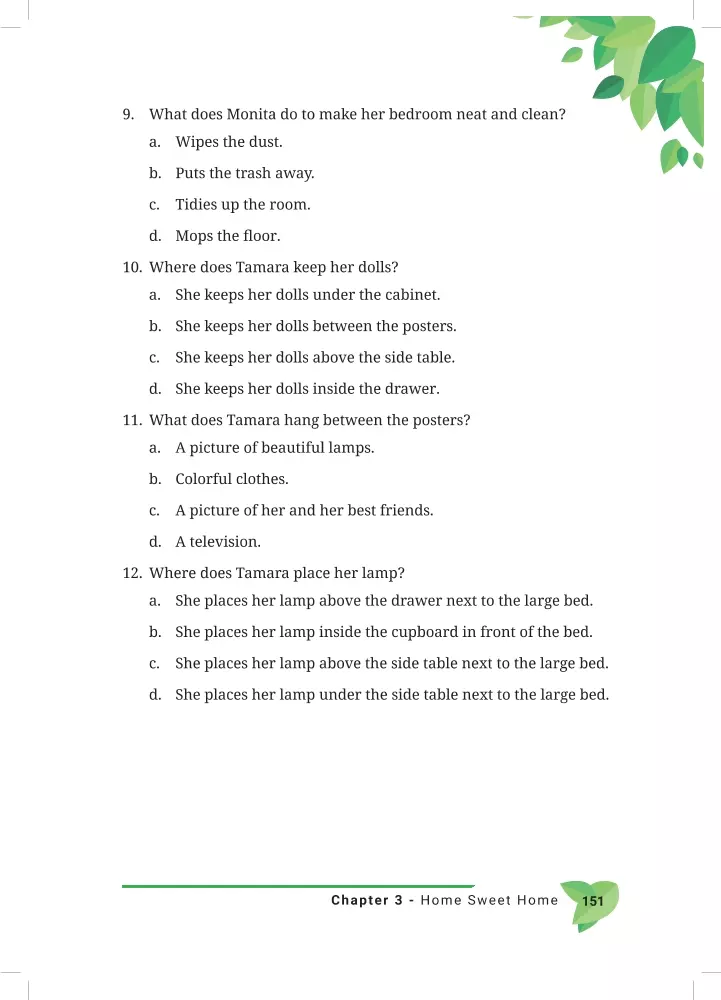 9. What does Monita do to make her bedroom neat and clean?
a. Wipes the dust.
b. Puts the trash away.
c. Tidies up the room.
d. Mops the floor.
10. Where does Tamara keep her dolls?
a. She keeps her dolls under the cabinet.
b. She keeps her dolls between the posters.
c. She keeps her dolls above the side table.
d. She keeps her dolls inside the drawer.
11. What does Tamara hang between the posters?
a. A picture of beautiful lamps.
b. Colorful clothes.
c. A picture of her and her best friends.
d. A television.
12. Where does Tamara place her lamp?
a. She places her lamp above the drawer next to the large bed.
b. She places her lamp inside the cupboard in front of the bed.
c. She places her lamp above the side table next to the large bed.
d. She places her lamp under the side table next to the large bed.
Chapter 3 - Home Sweet Home 151